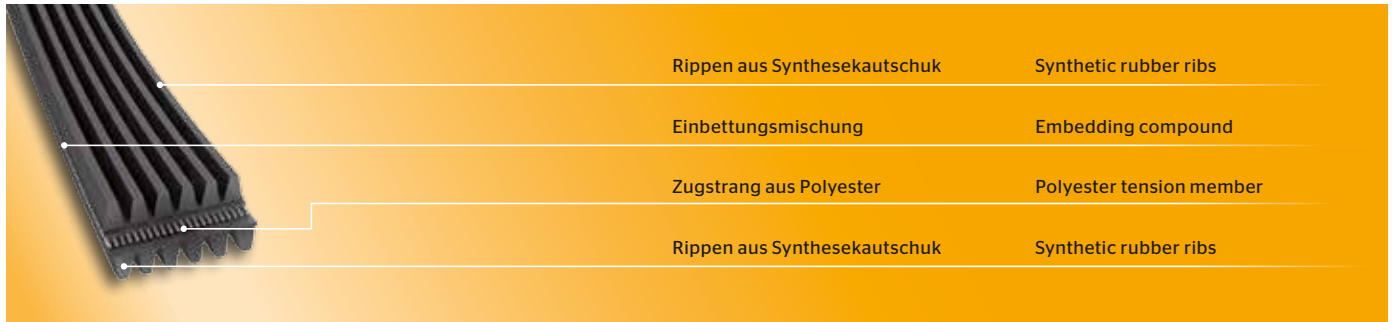 Rippen aus Synthesekautschuk Synthetic rubber ribs
Einbettungsmischung Embedding compound
Zugstrang aus Polyester Polyester tension member
Rippen aus Synthesekautschuk Synthetic rubber ribs